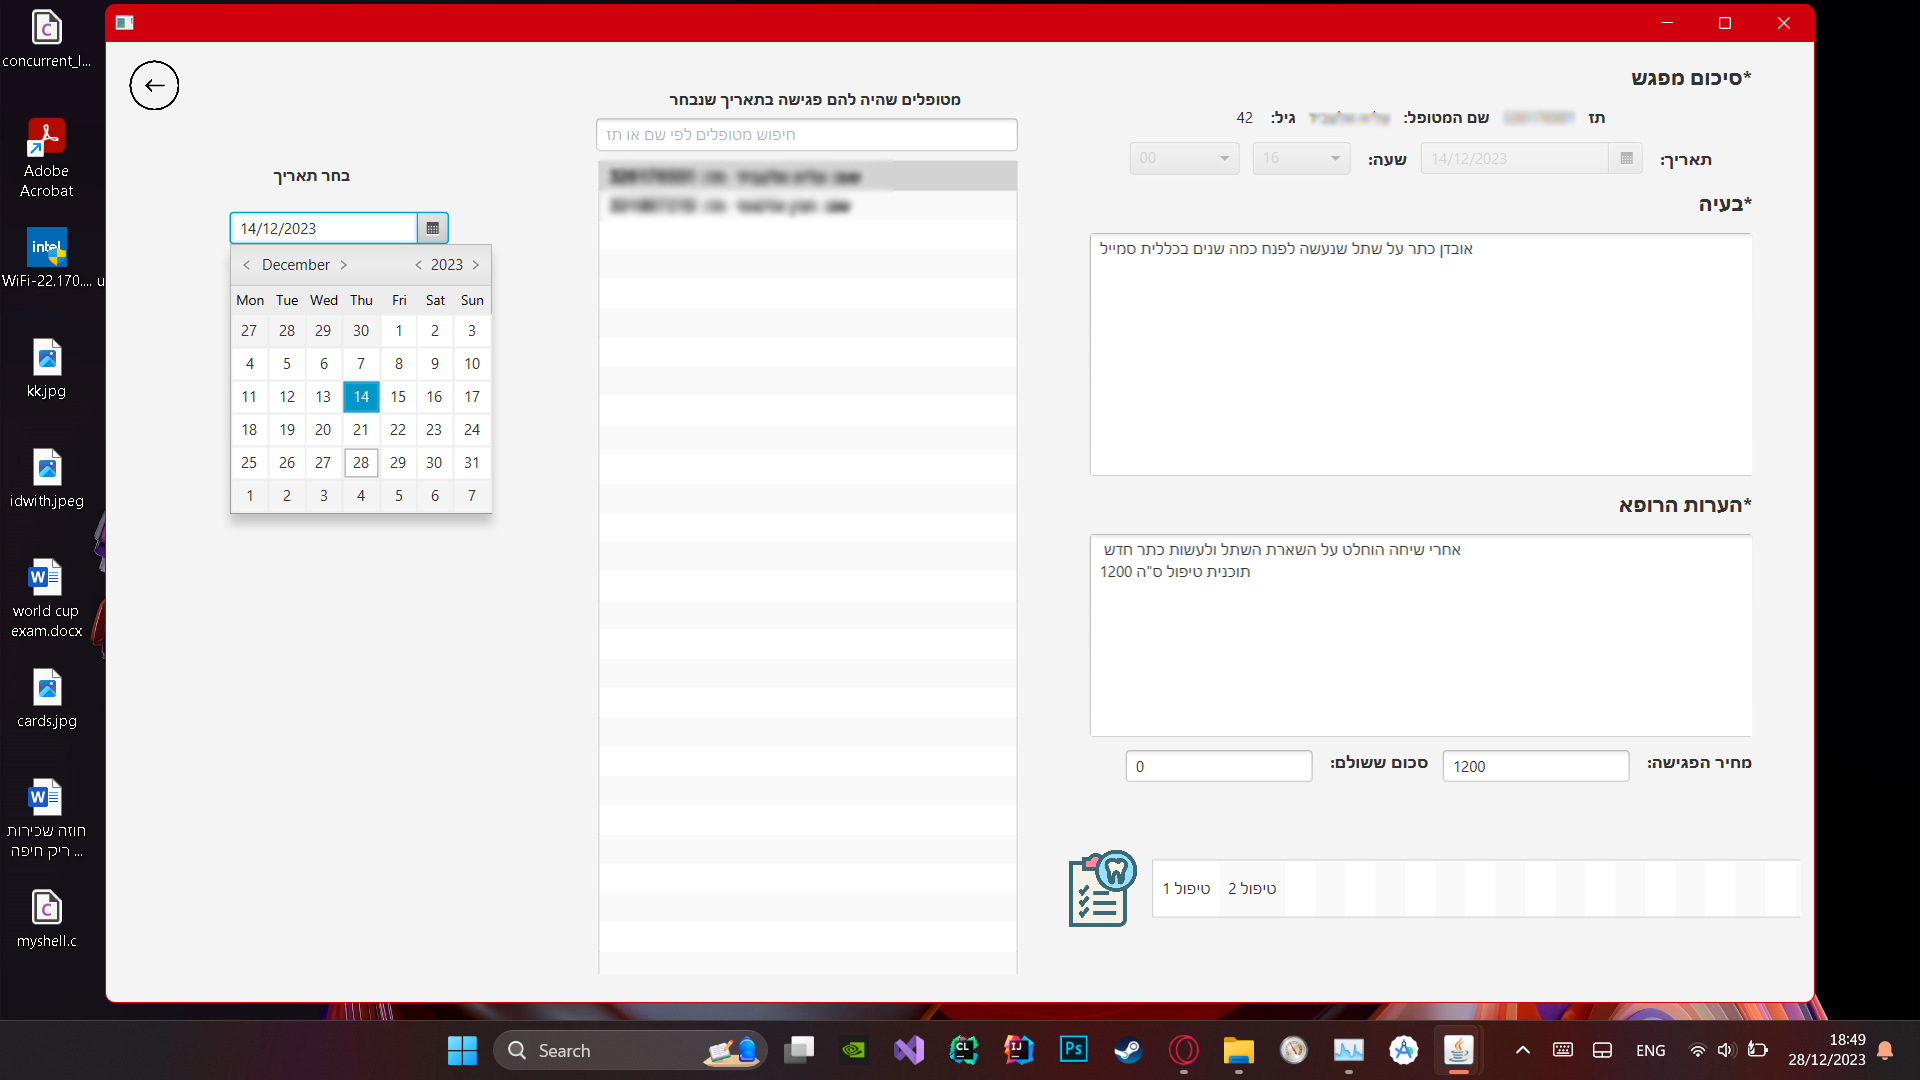 concurrent_l...
Adobe
Acrobat
intel
WiFi-22.170....
u
kk.jpg
idwith.jpeg
W
world cup
exam.docx
cards.jpg
W
חוזה שכירות
ריק חיפה ...
C
myshell.c
בחר תאריך
14/12/2023
< December >
< 2023 >
Mon Tue Wed Thu Fri Sat Sun
27 28 29 30 1 2 3
4 5 6 7 8 9 10
11 12 13 14 15 16 17
18 19 20 21 22 23 24
25 26 27 28 29 30 31
1 2 3 4 5 6 7
מטופלים שהיה להם פגישה בתאריך שנבחר
חיפוש מטופלים לפי שם או תז
*סיכום מפגש
תז
שם המטופל:
גיל: 42
תאריך: 14/12/2023
שעה: 16 00
*בעיה
אובדן כתר על שתל שנעשה לפנח כמה שנים בכללית סמייל
*הערות הרופא
אחרי שיחה הוחלט על השארת השתל ולעשות כתר חדש
תוכנית טיפול ס"ה 1200
מחיר הפגישה: 1200
סכום ששולם: 0
טיפול 1 טיפול 2
Search
CL
IJ
Ps
ENG
18:49
28/12/2023